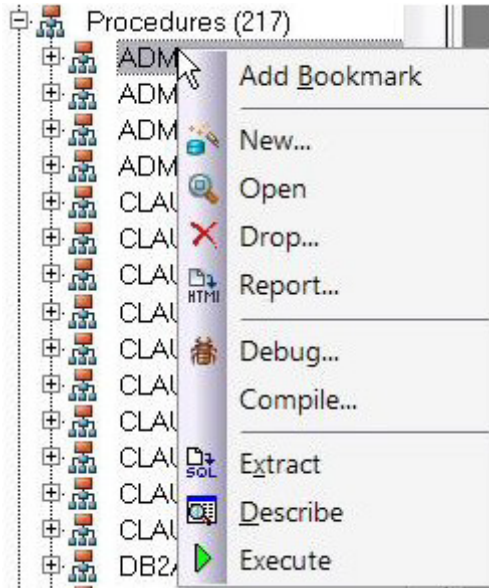 Procedures (217)
ADM
Add Bookmark
ADM
ADM
New...
ADM
Open
CLAU
CLAU
Drop...
CLAU
Report...
HTMI
CLAU
CLAU
Debug...
CLAU
Compile...
CLAU
CLAU
Extract
SQL
CLAU
Describe
CLAU
DB2A
Execute